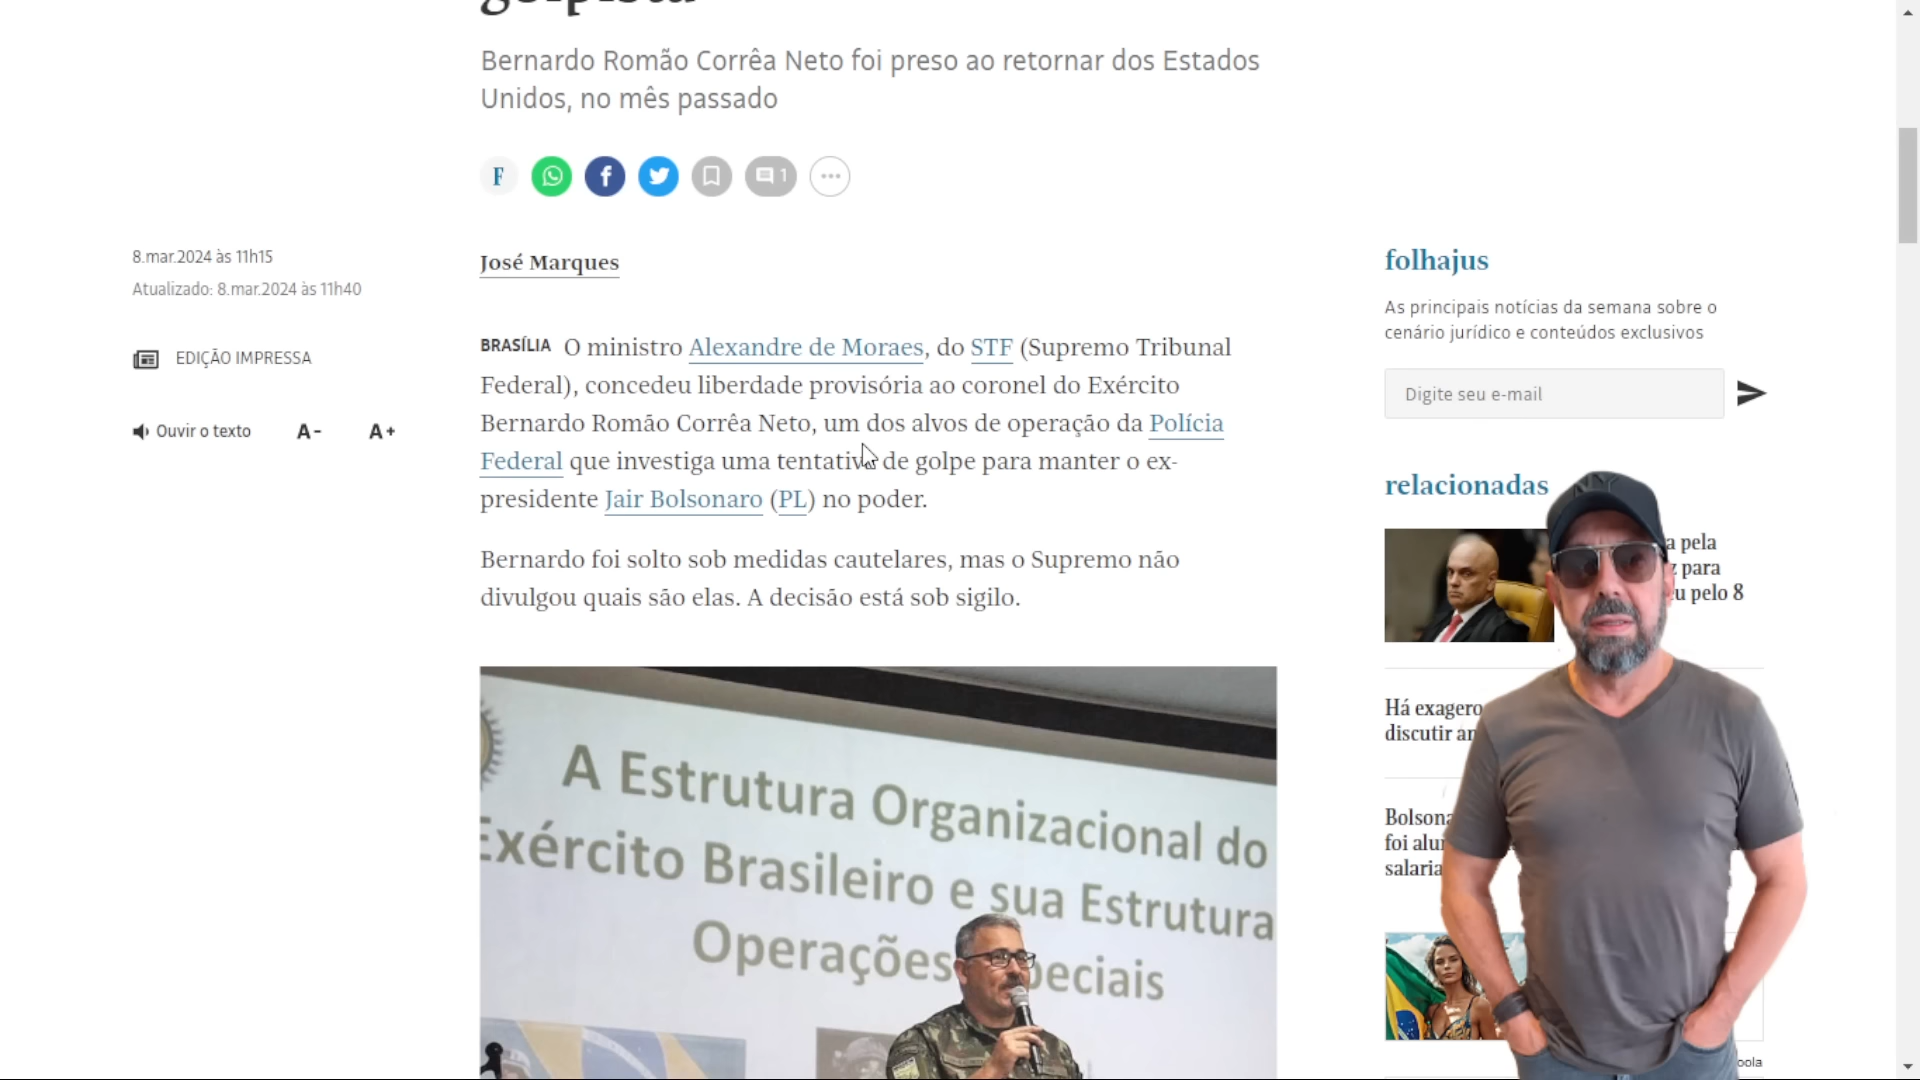 golpista
Bernardo Romão Corrêa Neto foi preso ao retornar dos Estados
Unidos, no mês passado
F
f
1
8.mar.2024 às 11h15
Atualizado: 8.mar.2024 às 11h40
EDIÇÃO IMPRESSA
Ouvir o texto A- A+
José Marques
BRASÍLIA O ministro Alexandre de Moraes, do STF (Supremo Tribunal
Federal), concedeu liberdade provisória ao coronel do Exército
Bernardo Romão Corrêa Neto, um dos alvos de operação da Polícia
Federal que investiga uma tentativa de golpe para manter o ex-
presidente Jair Bolsonaro (PL) no poder.
Bernardo foi solto sob medidas cautelares, mas o Supremo não
divulgou quais são elas. A decisão está sob sigilo.
A Estrutura Organizacional do
Exército Brasileiro e sua Estrutura
Operações
folhajus
As principais notícias da semana sobre o
cenário jurídico e conteúdos exclusivos
Digite seu e-mail
relacionadas
NY
a pela
para
u pelo 8
Há exagero
discutir
Bolsona
foi
salaria